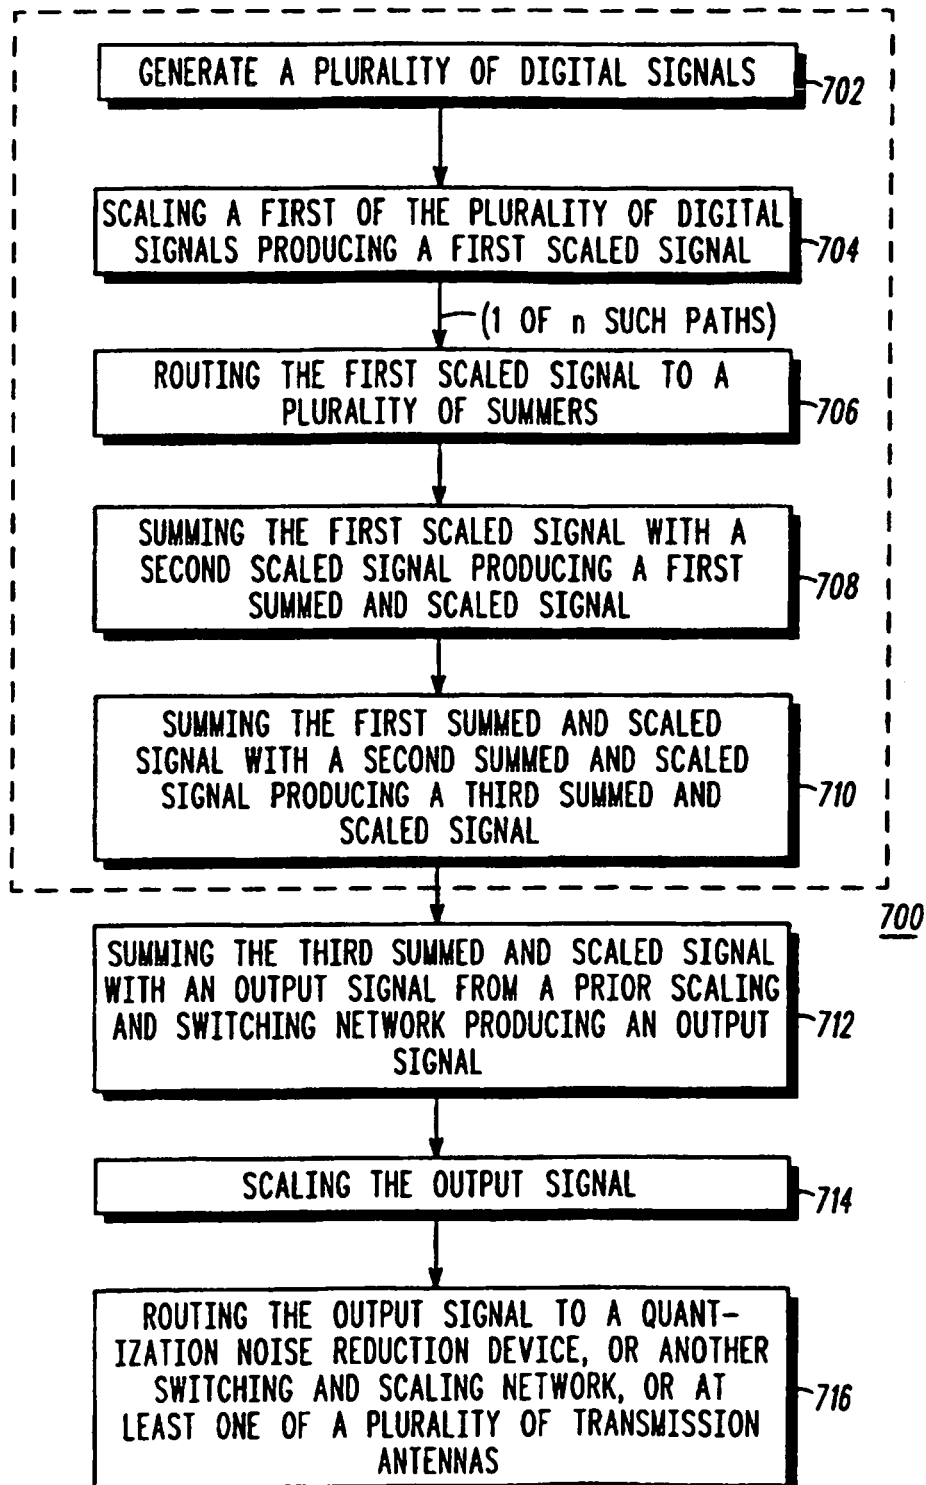 GENERATE A PLURALITY OF DIGITAL SIGNALS
702
SCALING A FIRST OF THE PLURALITY OF DIGITAL
SIGNALS PRODUCING A FIRST SCALED SIGNAL
704
(1 OF n SUCH PATHS)
ROUTING THE FIRST SCALED SIGNAL TO A
PLURALITY OF SUMMERS
706
SUMMING THE FIRST SCALED SIGNAL WITH A
SECOND SCALED SIGNAL PRODUCING A FIRST
SUMMED AND SCALED SIGNAL
708
SUMMING THE FIRST SUMMED AND SCALED
SIGNAL WITH A SECOND SUMMED AND SCALED
SIGNAL PRODUCING A THIRD SUMMED AND
SCALED SIGNAL
710
700
SUMMING THE THIRD SUMMED AND SCALED SIGNAL
WITH AN OUTPUT SIGNAL FROM A PRIOR SCALING
AND SWITCHING NETWORK PRODUCING AN OUTPUT
SIGNAL
712
SCALING THE OUTPUT SIGNAL
714
ROUTING THE OUTPUT SIGNAL TO A QUANT-
IZATION NOISE REDUCTION DEVICE, OR ANOTHER
SWITCHING AND SCALING NETWORK, OR AT
LEAST ONE OF A PLURALITY OF TRANSMISSION
ANTENNAS
716